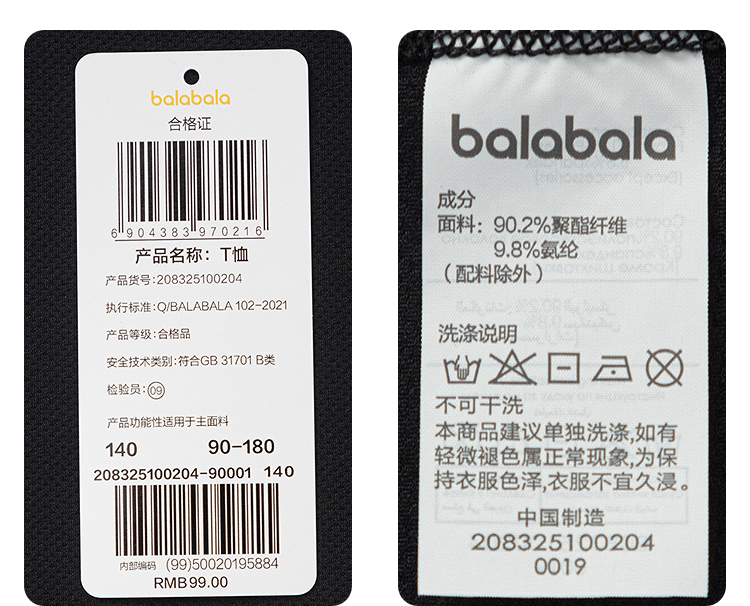 balabala
合格证
6 904383 970216
产品名称：T恤
产品货号:208325100204
执行标准:Q/BALABALA 102-2021
产品等级:合格品
安全技术类别:符合GB 31701 B类
检验员:09
产品功能性适用于主面料
140 90-180
208325100204-90001 140
内部编码 (99)50020195884
RMB99.00
balabala
成分
面料：90.2%聚酯纤维
9.8%氨纶
（配料除外）
洗涤说明
不可干洗
本商品建议单独洗涤,如有
轻微褪色属正常现象,为保
持衣服色泽,衣服不宜久浸。
中国制造
208325100204
0019